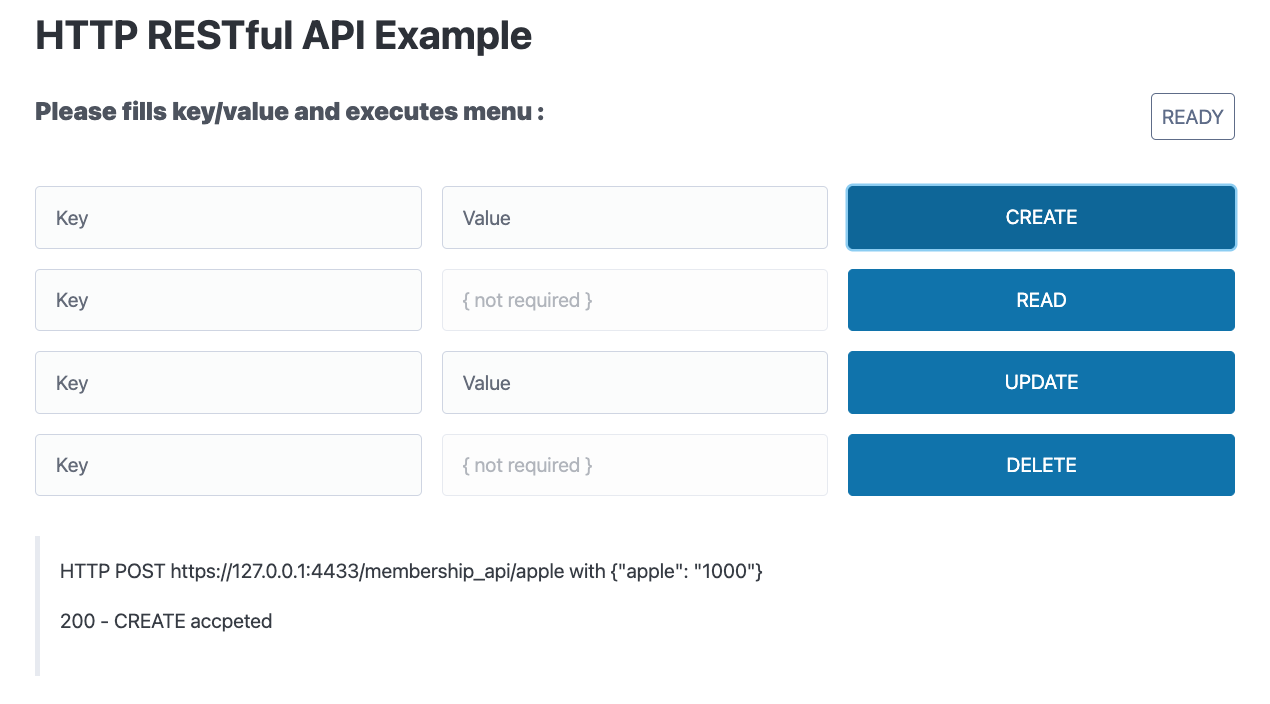 HTTP RESTful API Example
Please fills key/value and executes menu :
READY
Key
Value
CREATE
Key
{ not required }
READ
Key
Value
UPDATE
Key
{ not required }
DELETE
HTTP POST https://127.0.0.1:4433/membership_api/apple with {"apple": "1000"}
200 - CREATE accpeted